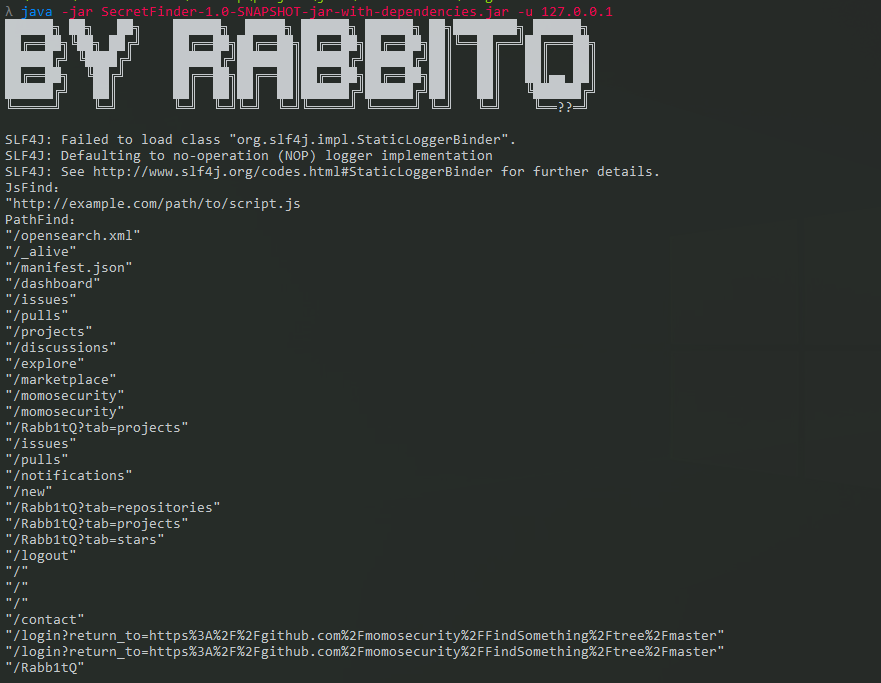 λ java -jar SecretFinder-1.0-SNAPSHOT-jar-with-dependencies.jar -u 127.0.0.1
BY RABBITQ
??
SLF4J: Failed to load class "org.slf4j.impl.StaticLoggerBinder".
SLF4J: Defaulting to no-operation (NOP) logger implementation
SLF4J: See http://www.slf4j.org/codes.html#StaticLoggerBinder for further details.
JsFind：
"http://example.com/path/to/script.js
PathFind：
"/opensearch.xml"
"/_alive"
"/manifest.json"
"/dashboard"
"/issues"
"/pulls"
"/projects"
"/discussions"
"/explore"
"/marketplace"
"/momosecurity"
"/momosecurity"
"/Rabb1tQ?tab=projects"
"/issues"
"/pulls"
"/notifications"
"/new"
"/Rabb1tQ?tab=repositories"
"/Rabb1tQ?tab=projects"
"/Rabb1tQ?tab=stars"
"/logout"
"/"
"/"
"/"
"/contact"
"/login?return_to=https%3A%2F%2Fgithub.com%2Fmomosecurity%2FFindSomething%2Ftree%2Fmaster"
"/login?return_to=https%3A%2F%2Fgithub.com%2Fmomosecurity%2FFindSomething%2Ftree%2Fmaster"
"/Rabb1tQ"